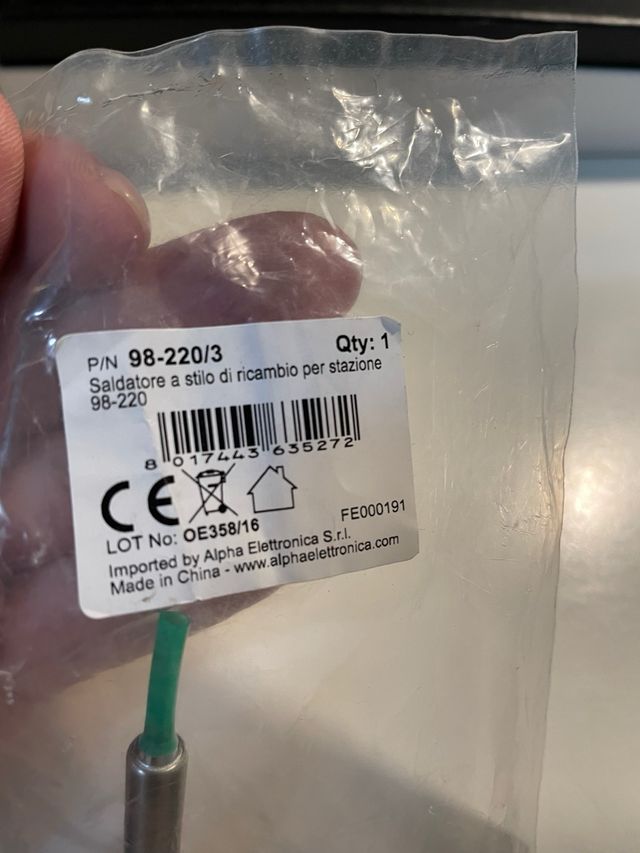 P/N 98-220/3 Qty: 1
Saldatore a stilo di ricambio per stazione
98-220
8 017443 635272
CE
LOT No: OE358/16 FE000191
Imported by Alpha Elettronica S.r.l.
Made in China - www.alphaelettronica.com